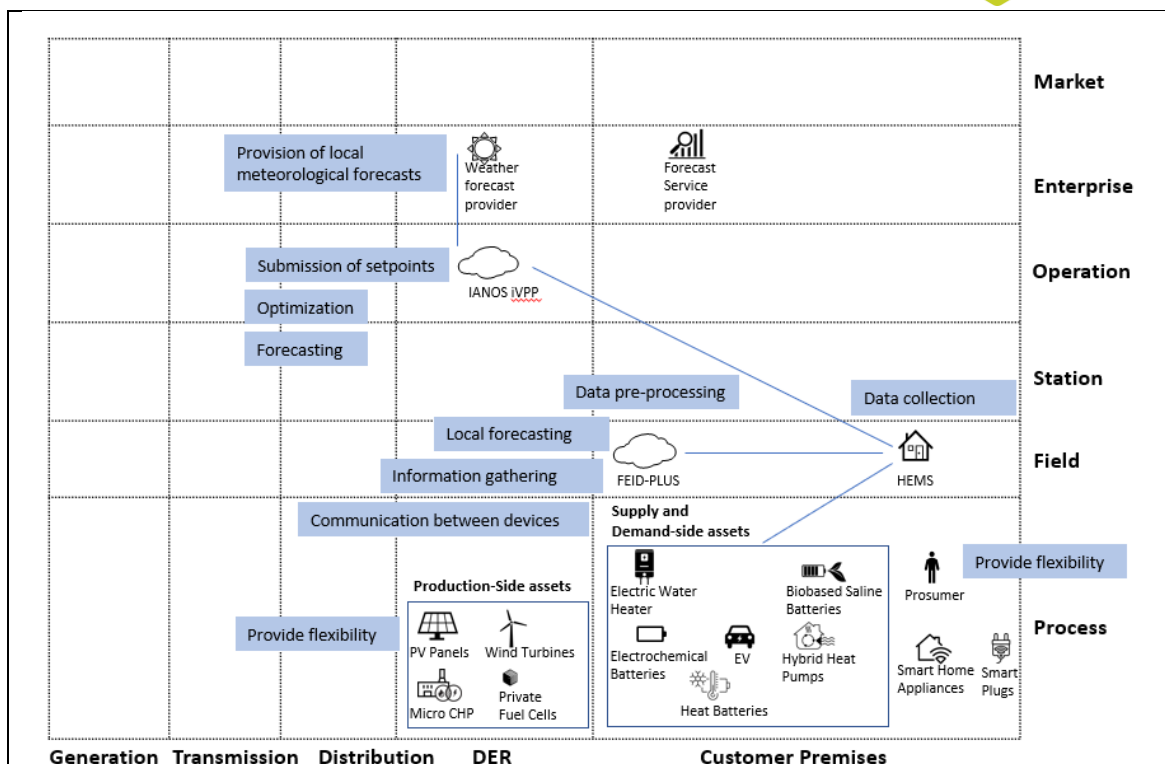 Market
Provision of local
meteorological forecasts
Weather
forecast
provider
Forecast
Service
provider
Enterprise
Submission of setpoints
IANOS iVPP
Operation
Optimization
Forecasting
Data pre-processing
Data collection
Station
Local forecasting
Information gathering
FEID-PLUS
HEMS
Field
Communication between devices
Supply and
Demand-side assets
Electric Water
Heater
Biobased Saline
Batteries
Prosumer
Provide flexibility
Production-Side assets
Provide flexibility
PV Panels
Wind Turbines
Micro CHP
Private
Fuel Cells
Electrochemical
Batteries
EV
Hybrid Heat
Pumps
Heat Batteries
Smart Home
Appliances
Smart
Plugs
Process
Generation
Transmission
Distribution
DER
Customer Premises